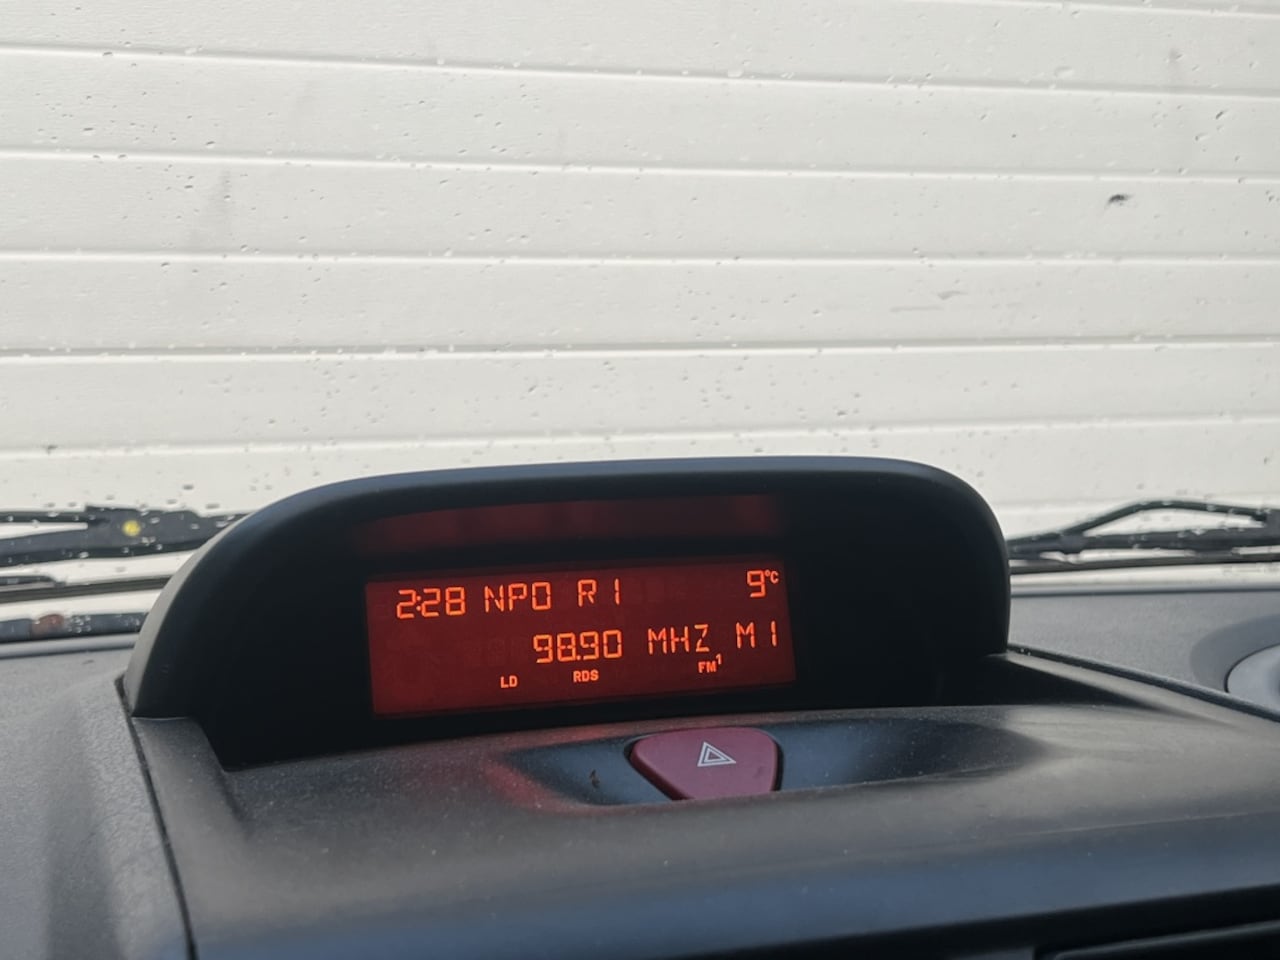 2:28 NPO R1 9°C
98.90 MHZ M1
LD RDS FM1